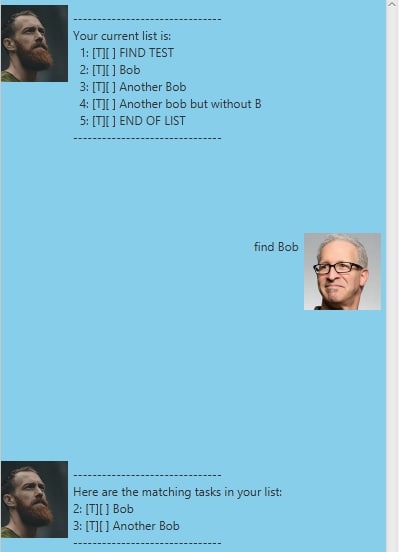 -------------------------------
Your current list is:
1: [T][ ] FIND TEST
2: [T][ ] Bob
3: [T][ ] Another Bob
4: [T][ ] Another bob but without B
5: [T][ ] END OF LIST
-------------------------------
find Bob
-------------------------------
Here are the matching tasks in your list:
2: [T][ ] Bob
3: [T][ ] Another Bob
-------------------------------